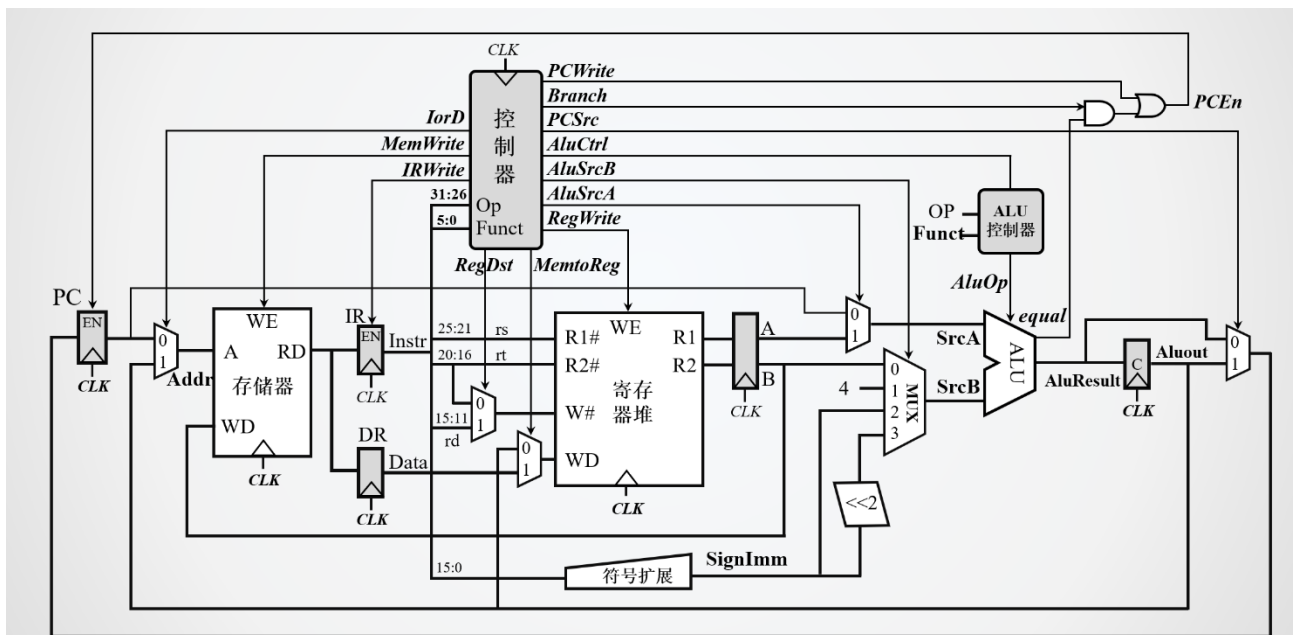 CLK
PCWrite
Branch
PCSrc
AluCtrl
AluSrcB
AluSrcA
RegWrite
PCEn
IorD
MemWrite
IRWrite
31:26
5:0
控
制
器
Op
Funct
RegDst
MemtoReg
OP
Funct
ALU
控制器
AluOp
equal
PC
EN
CLK
0
1
Addr
WE
A
RD
存储器
WD
CLK
IR
EN
Instr
CLK
DR
Data
CLK
25:21
rs
20:16
rt
15:11
rd
0
1
0
1
R1#
WE
R1
R2#
R2
W#
寄存
器堆
WD
CLK
A
B
CLK
0
1
4
0
1
2
3
MUX
SrcA
SrcB
ALU
AluResult
C
CLK
Aluout
0
1
<<2
15:0
符号扩展
SignImm